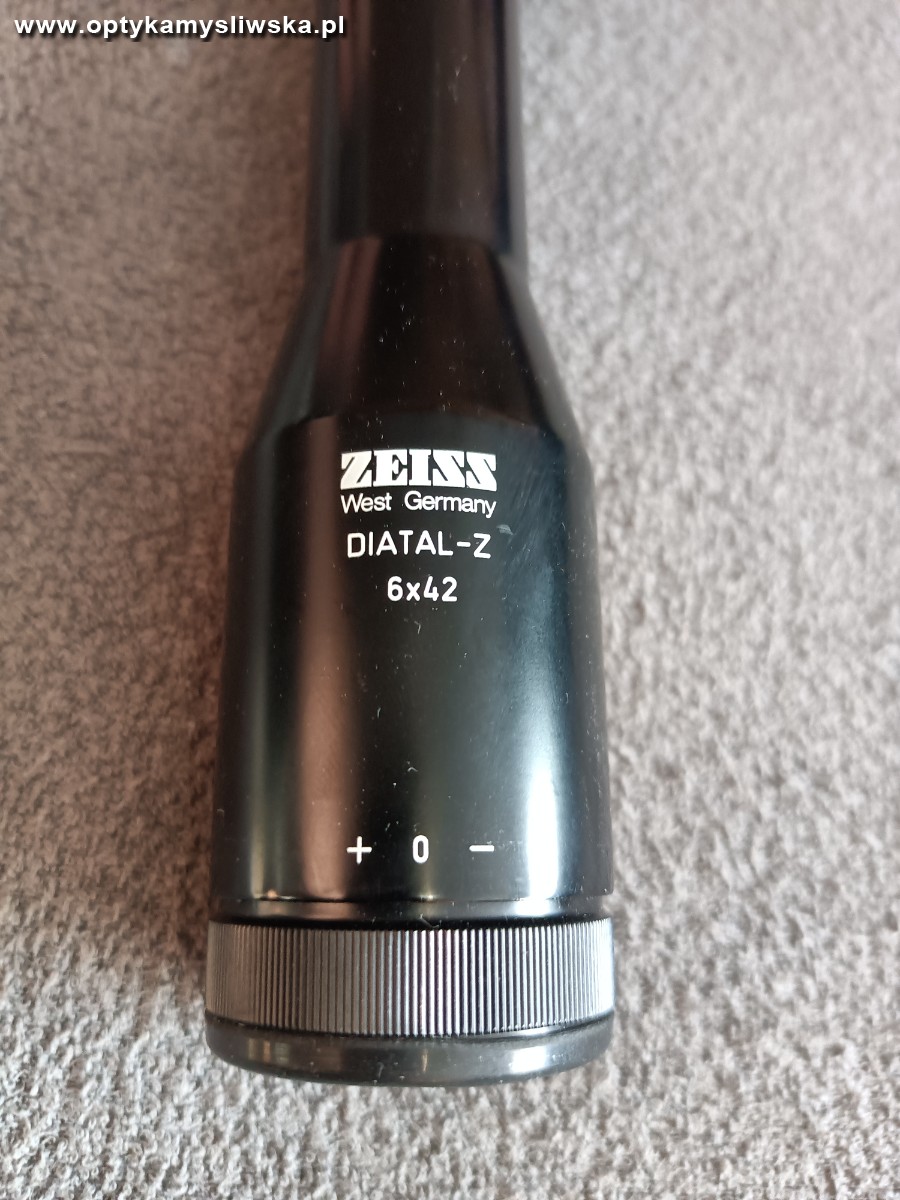 www.optykamysliwska.pl
ZEISS
West Germany
DIATAL-Z
6x42
+ 0 -